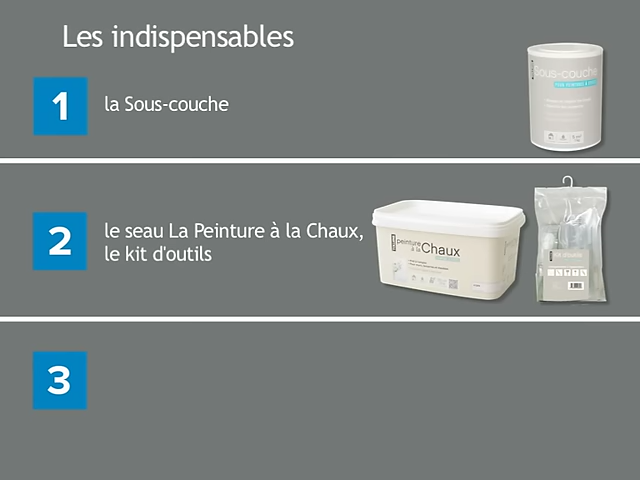 Les indispensables
1
la Sous-couche
Sous-couche
2
le seau La Peinture à la Chaux,
le kit d'outils
peinture
à la Chaux
3